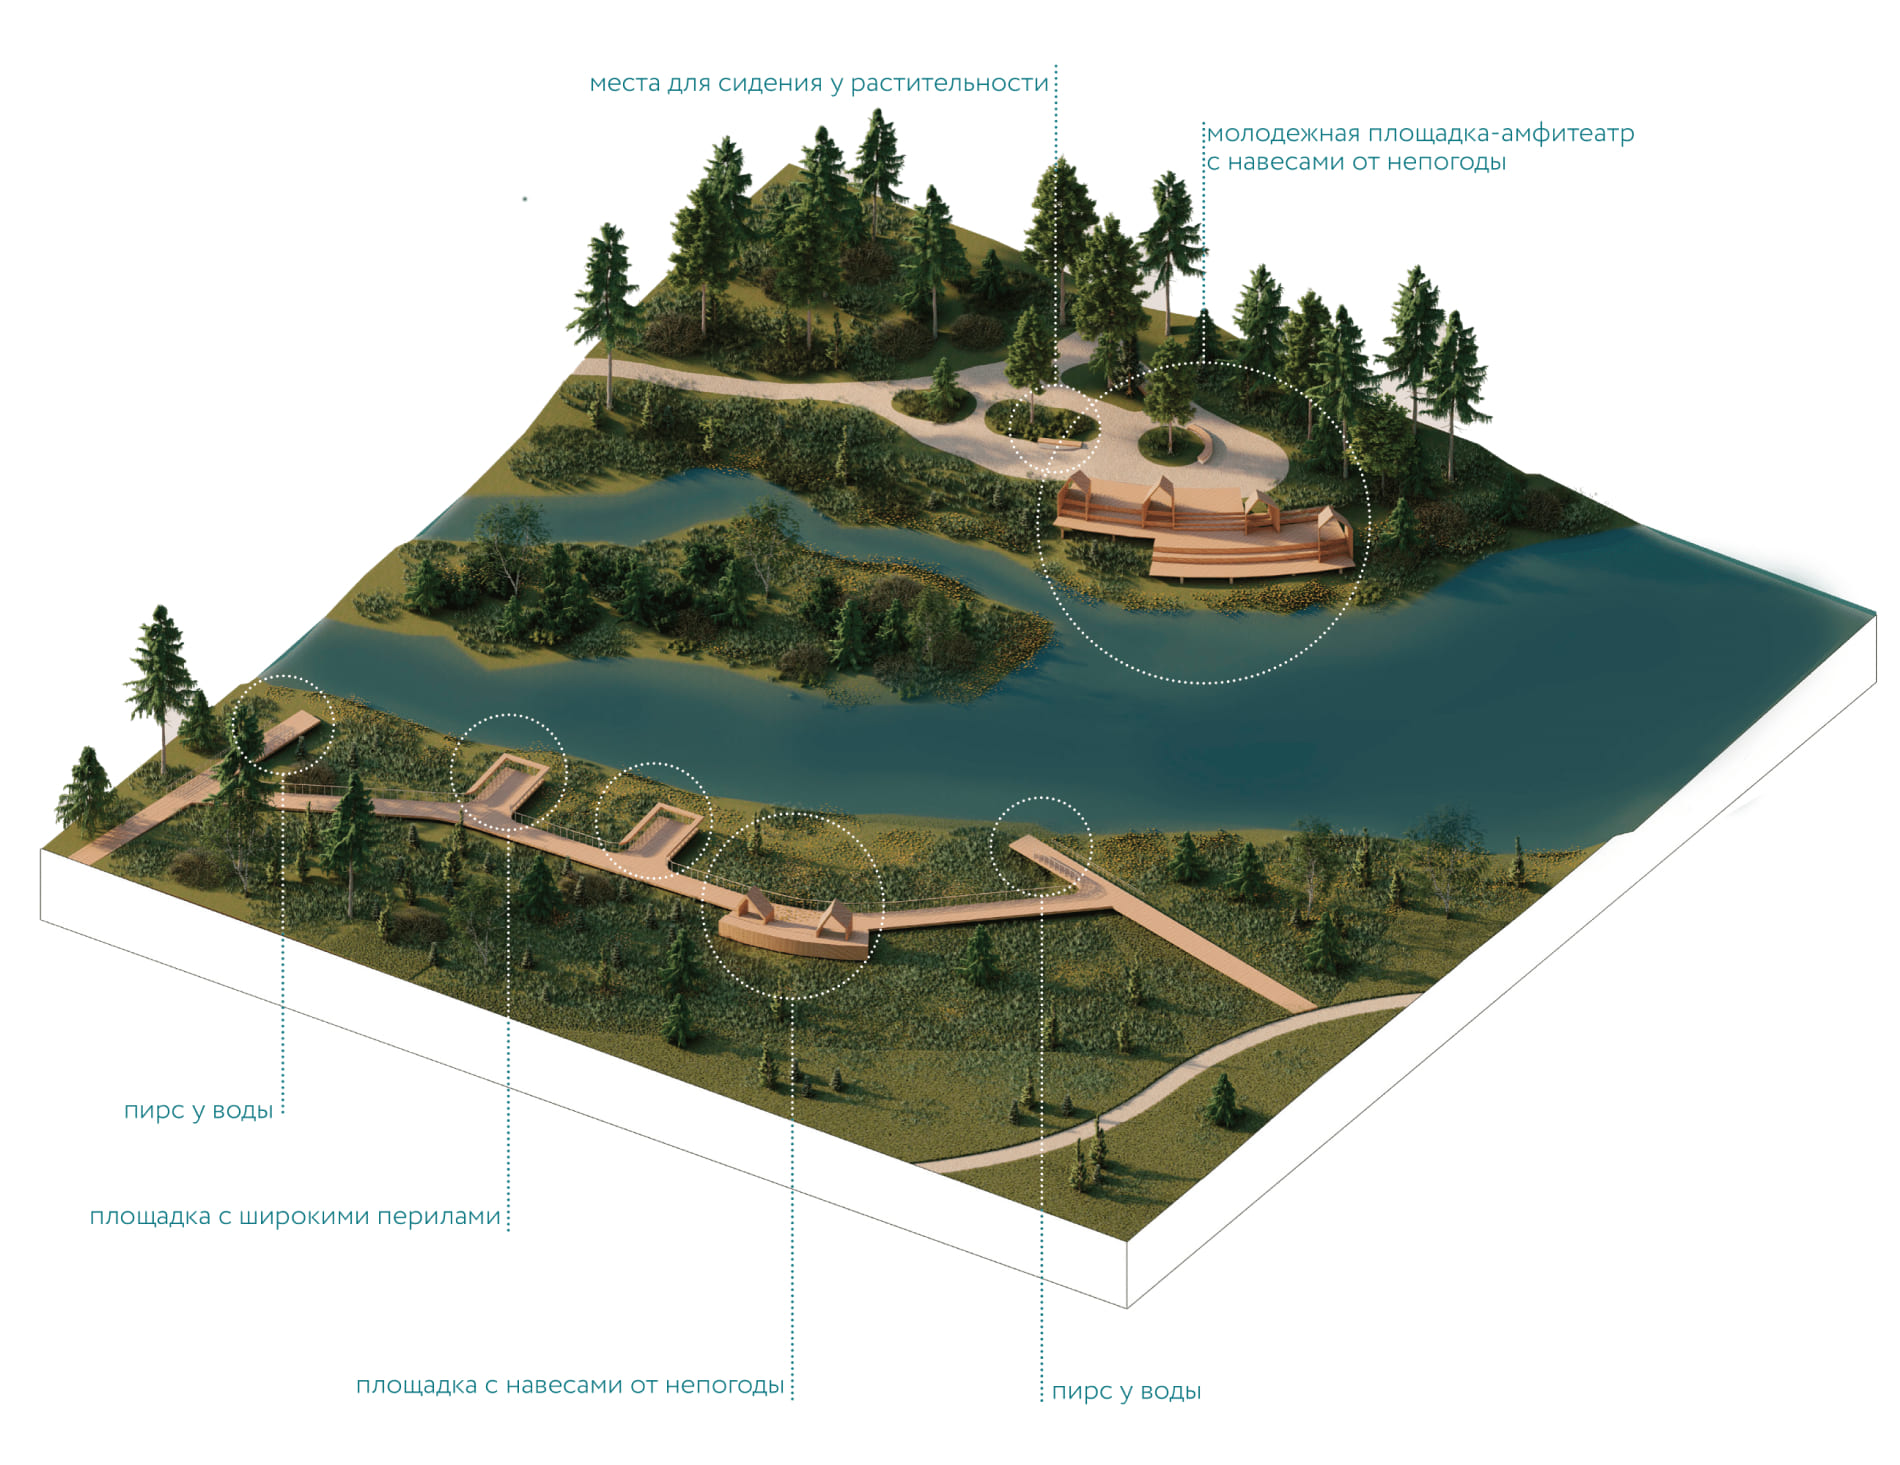 места для сидения у растительности
молодежная площадка-амфитеатр
с навесами от непогоды
пирс у воды
площадка с широкими перилами
площадка с навесами от непогоды
пирс у воды